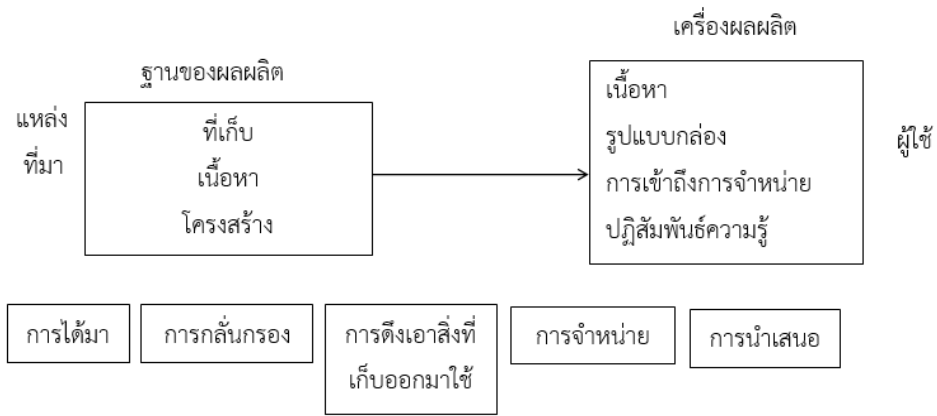 เครื่องผลผลิต
ฐานของผลผลิต
แหล่ง
ที่มา
ที่เก็บ
เนื้อหา
โครงสร้าง
เนื้อหา
รูปแบบกล่อง
การเข้าถึงการจำหน่าย
ปฏิสัมพันธ์ความรู้
ผู้ใช้
การได้มา
การกลั่นกรอง
การดึงเอาสิ่งที่
เก็บออกมาใช้
การจำหน่าย
การนำเสนอ